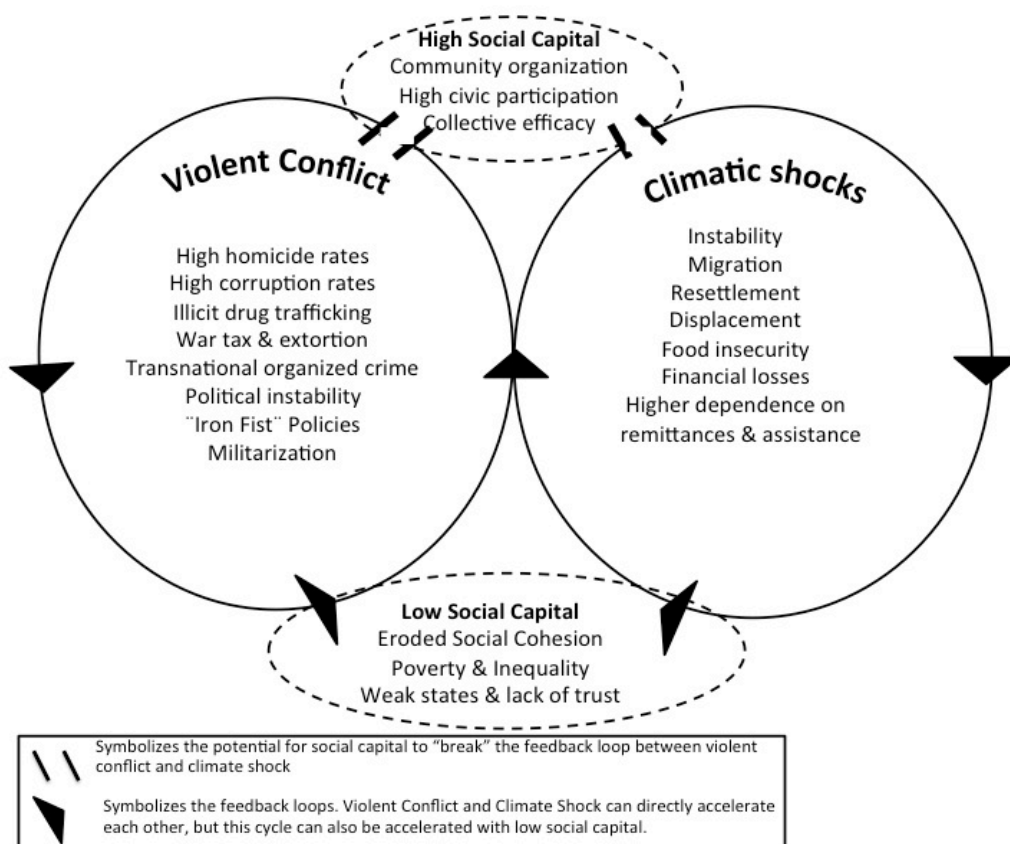 High Social Capital
Community organization
High civic participation
Collective efficacy
Violent Conflict
High homicide rates
High corruption rates
Illicit drug trafficking
War tax & extortion
Transnational organized crime
Political instability
¨Iron Fist¨ Policies
Militarization
Climatic shocks
Instability
Migration
Resettlement
Displacement
Food insecurity
Financial losses
Higher dependence on
remittances & assistance
Low Social Capital
Eroded Social Cohesion
Poverty & Inequality
Weak states & lack of trust
Symbolizes the potential for social capital to “break” the feedback loop between violent
conflict and climate shock
Symbolizes the feedback loops. Violent Conflict and Climate Shock can directly accelerate
each other, but this cycle can also be accelerated with low social capital.